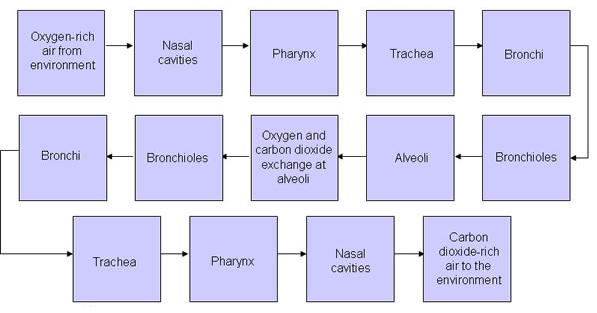 Oxygen-rich
air from
environment
Nasal
cavities
Pharynx
Trachea
Bronchi
Bronchioles
Alveoli
Oxygen and
carbon dioxide
exchange at
alveoli
Bronchioles
Bronchi
Trachea
Pharynx
Nasal
cavities
Carbon
dioxide-rich
air to the
environment